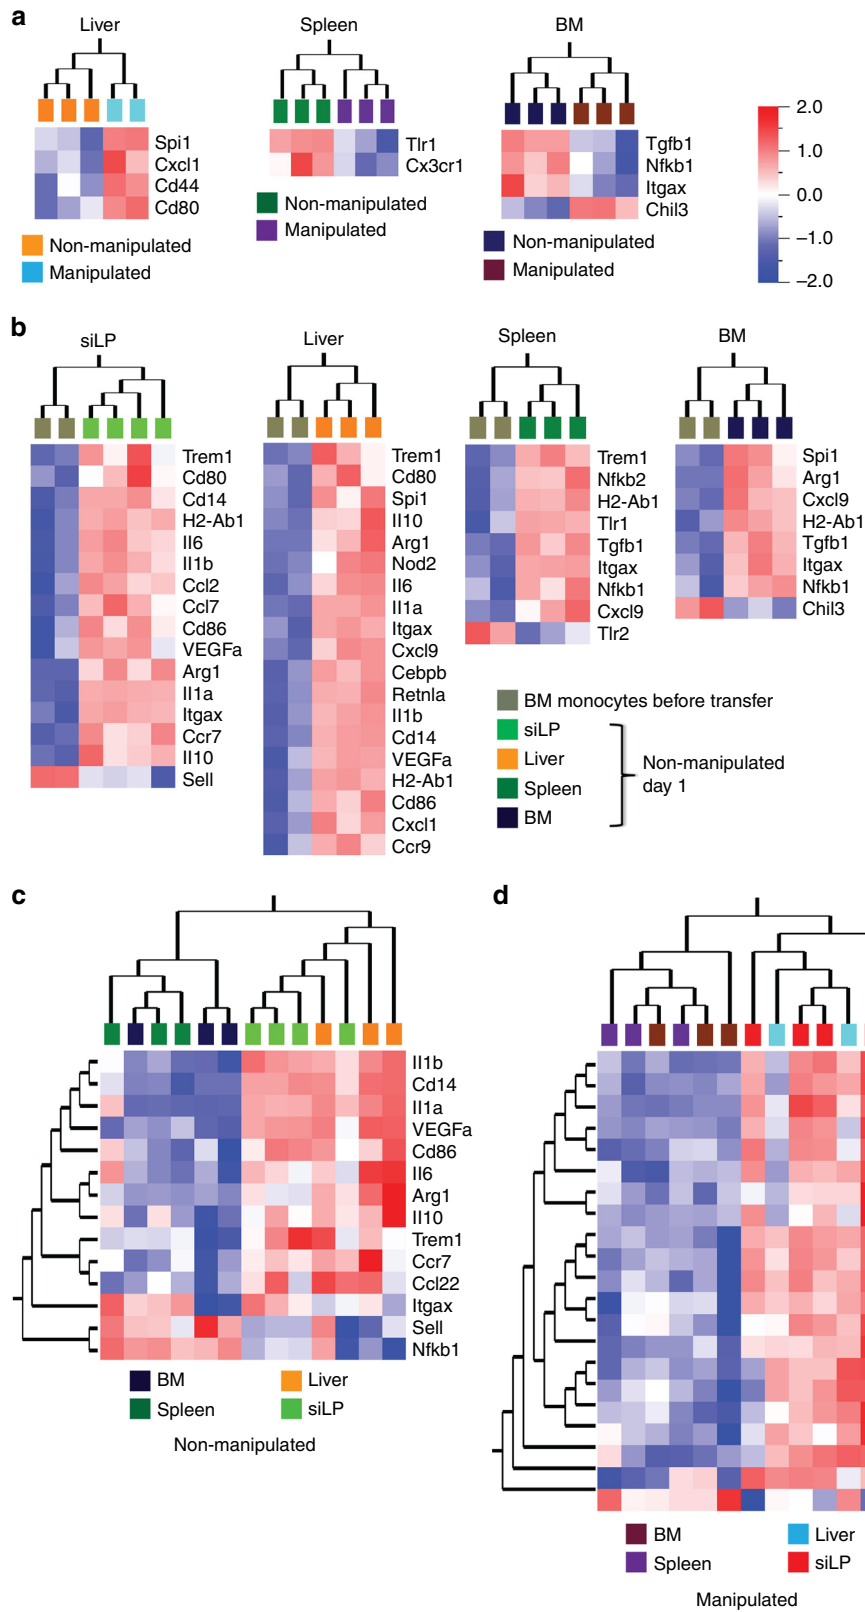 a
Liver
Spi1
Cxcl1
Cd44
Cd80
Non-manipulated
Manipulated
Spleen
Tlr1
Cx3cr1
Non-manipulated
Manipulated
BM
Tgfb1
Nfkb1
Itgax
Chil3
Non-manipulated
Manipulated
2.0
1.0
0.0
–1.0
–2.0
b
siLP
Trem1
Cd80
Cd14
H2-Ab1
Il6
Il1b
Ccl2
Ccl7
Cd86
VEGFa
Arg1
Il1a
Itgax
Ccr7
Il10
Sell
Liver
Trem1
Cd80
Spi1
Il10
Arg1
Nod2
Il6
Il1a
Itgax
Cxcl9
Cebpb
Retnla
Il1b
Cd14
VEGFa
H2-Ab1
Cd86
Cxcl1
Ccr9
Spleen
Trem1
Nfkb2
H2-Ab1
Tlr1
Tgfb1
Itgax
Nfkb1
Cxcl9
Tlr2
BM
Spi1
Arg1
Cxcl9
H2-Ab1
Tgfb1
Itgax
Nfkb1
Chil3
BM monocytes before transfer
siLP
Liver
Spleen
BM
Non-manipulated
day 1
c
Il1b
Cd14
Il1a
VEGFa
Cd86
Il6
Arg1
Il10
Trem1
Ccr7
Ccl22
Itgax
Sell
Nfkb1
BM
Liver
Spleen
siLP
Non-manipulated
d
BM
Liver
Spleen
siLP
Manipulated